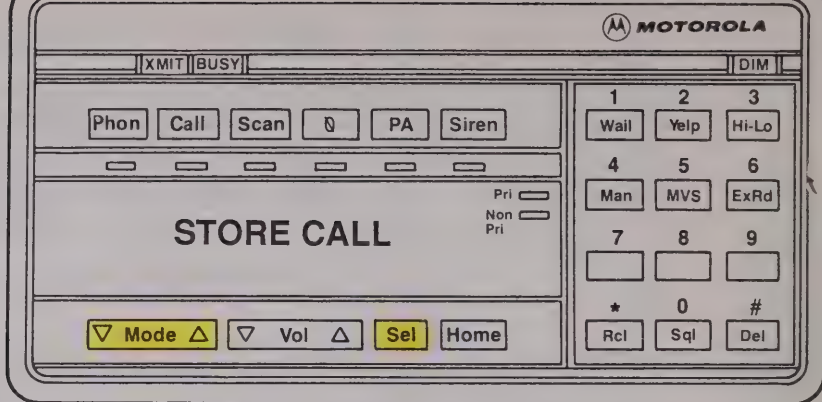 MOTOROLA
XMIT BUSY DIM
Phon Call Scan PA Siren
Pri
Non
Pri
STORE CALL
▽ Mode △ ▽ Vol △ Sel Home
1 2 3
Wail Yelp Hi-Lo
4 5 6
Man MVS ExRd
7 8 9
* 0 #
Rcl Sql Del